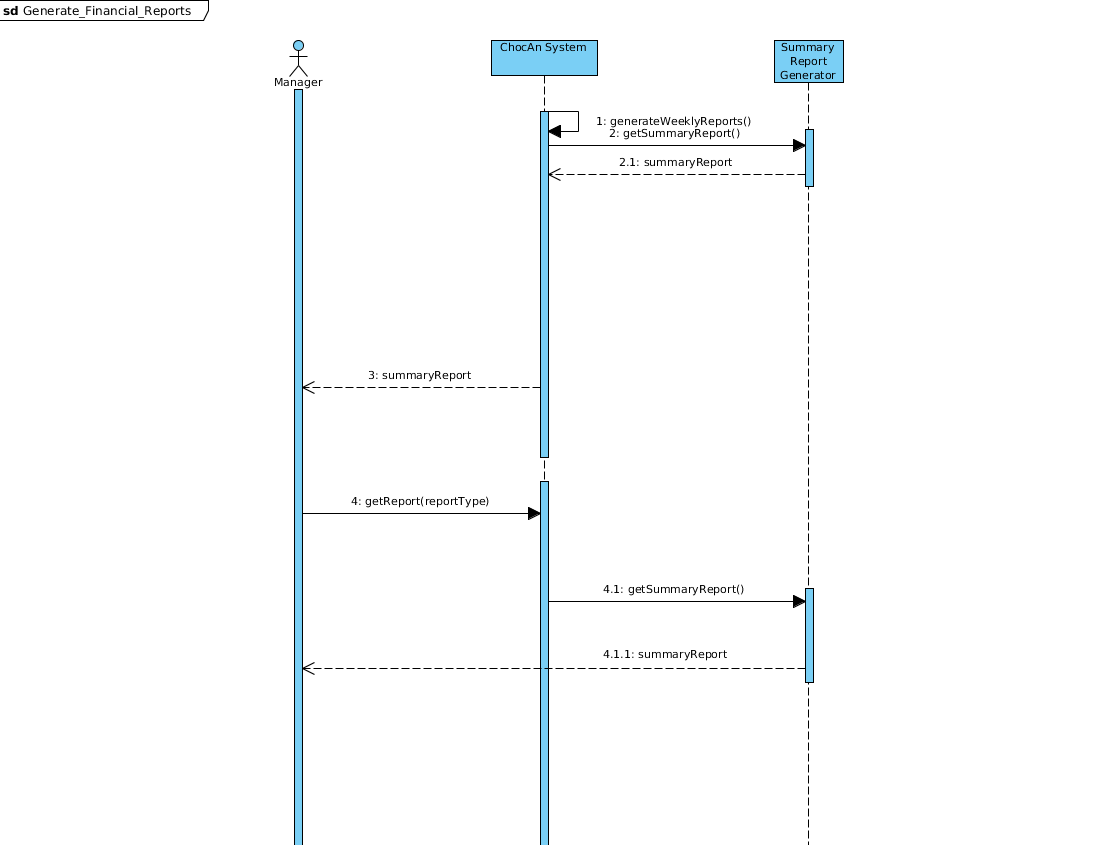 sd Generate_Financial_Reports
Manager
ChocAn System
Summary
Report
Generator
1: generateWeeklyReports()
2: getSummaryReport()
2.1: summaryReport
3: summaryReport
4: getReport(reportType)
4.1: getSummaryReport()
4.1.1: summaryReport